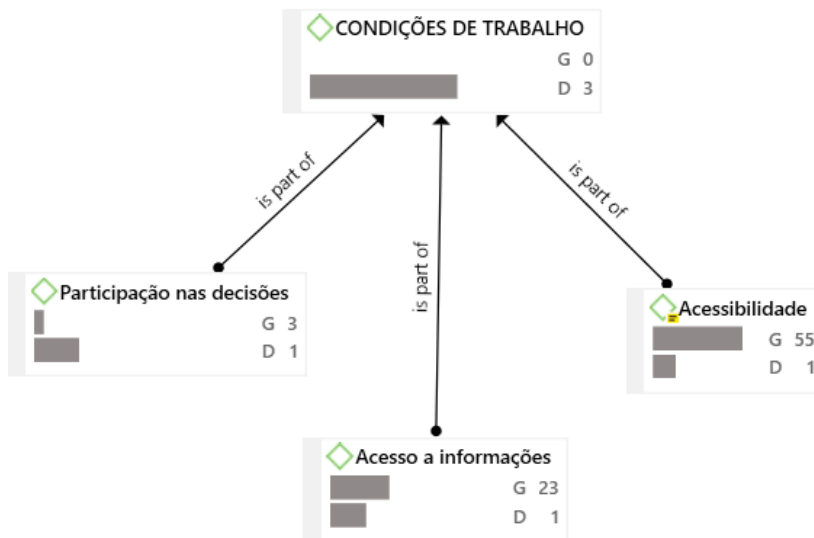 CONDIÇÕES DE TRABALHO
G 0
D 3
is part of
is part of
is part of
Participação nas decisões
G 3
D 1
Acessibilidade
G 55
D 1
Acesso a informações
G 23
D 1